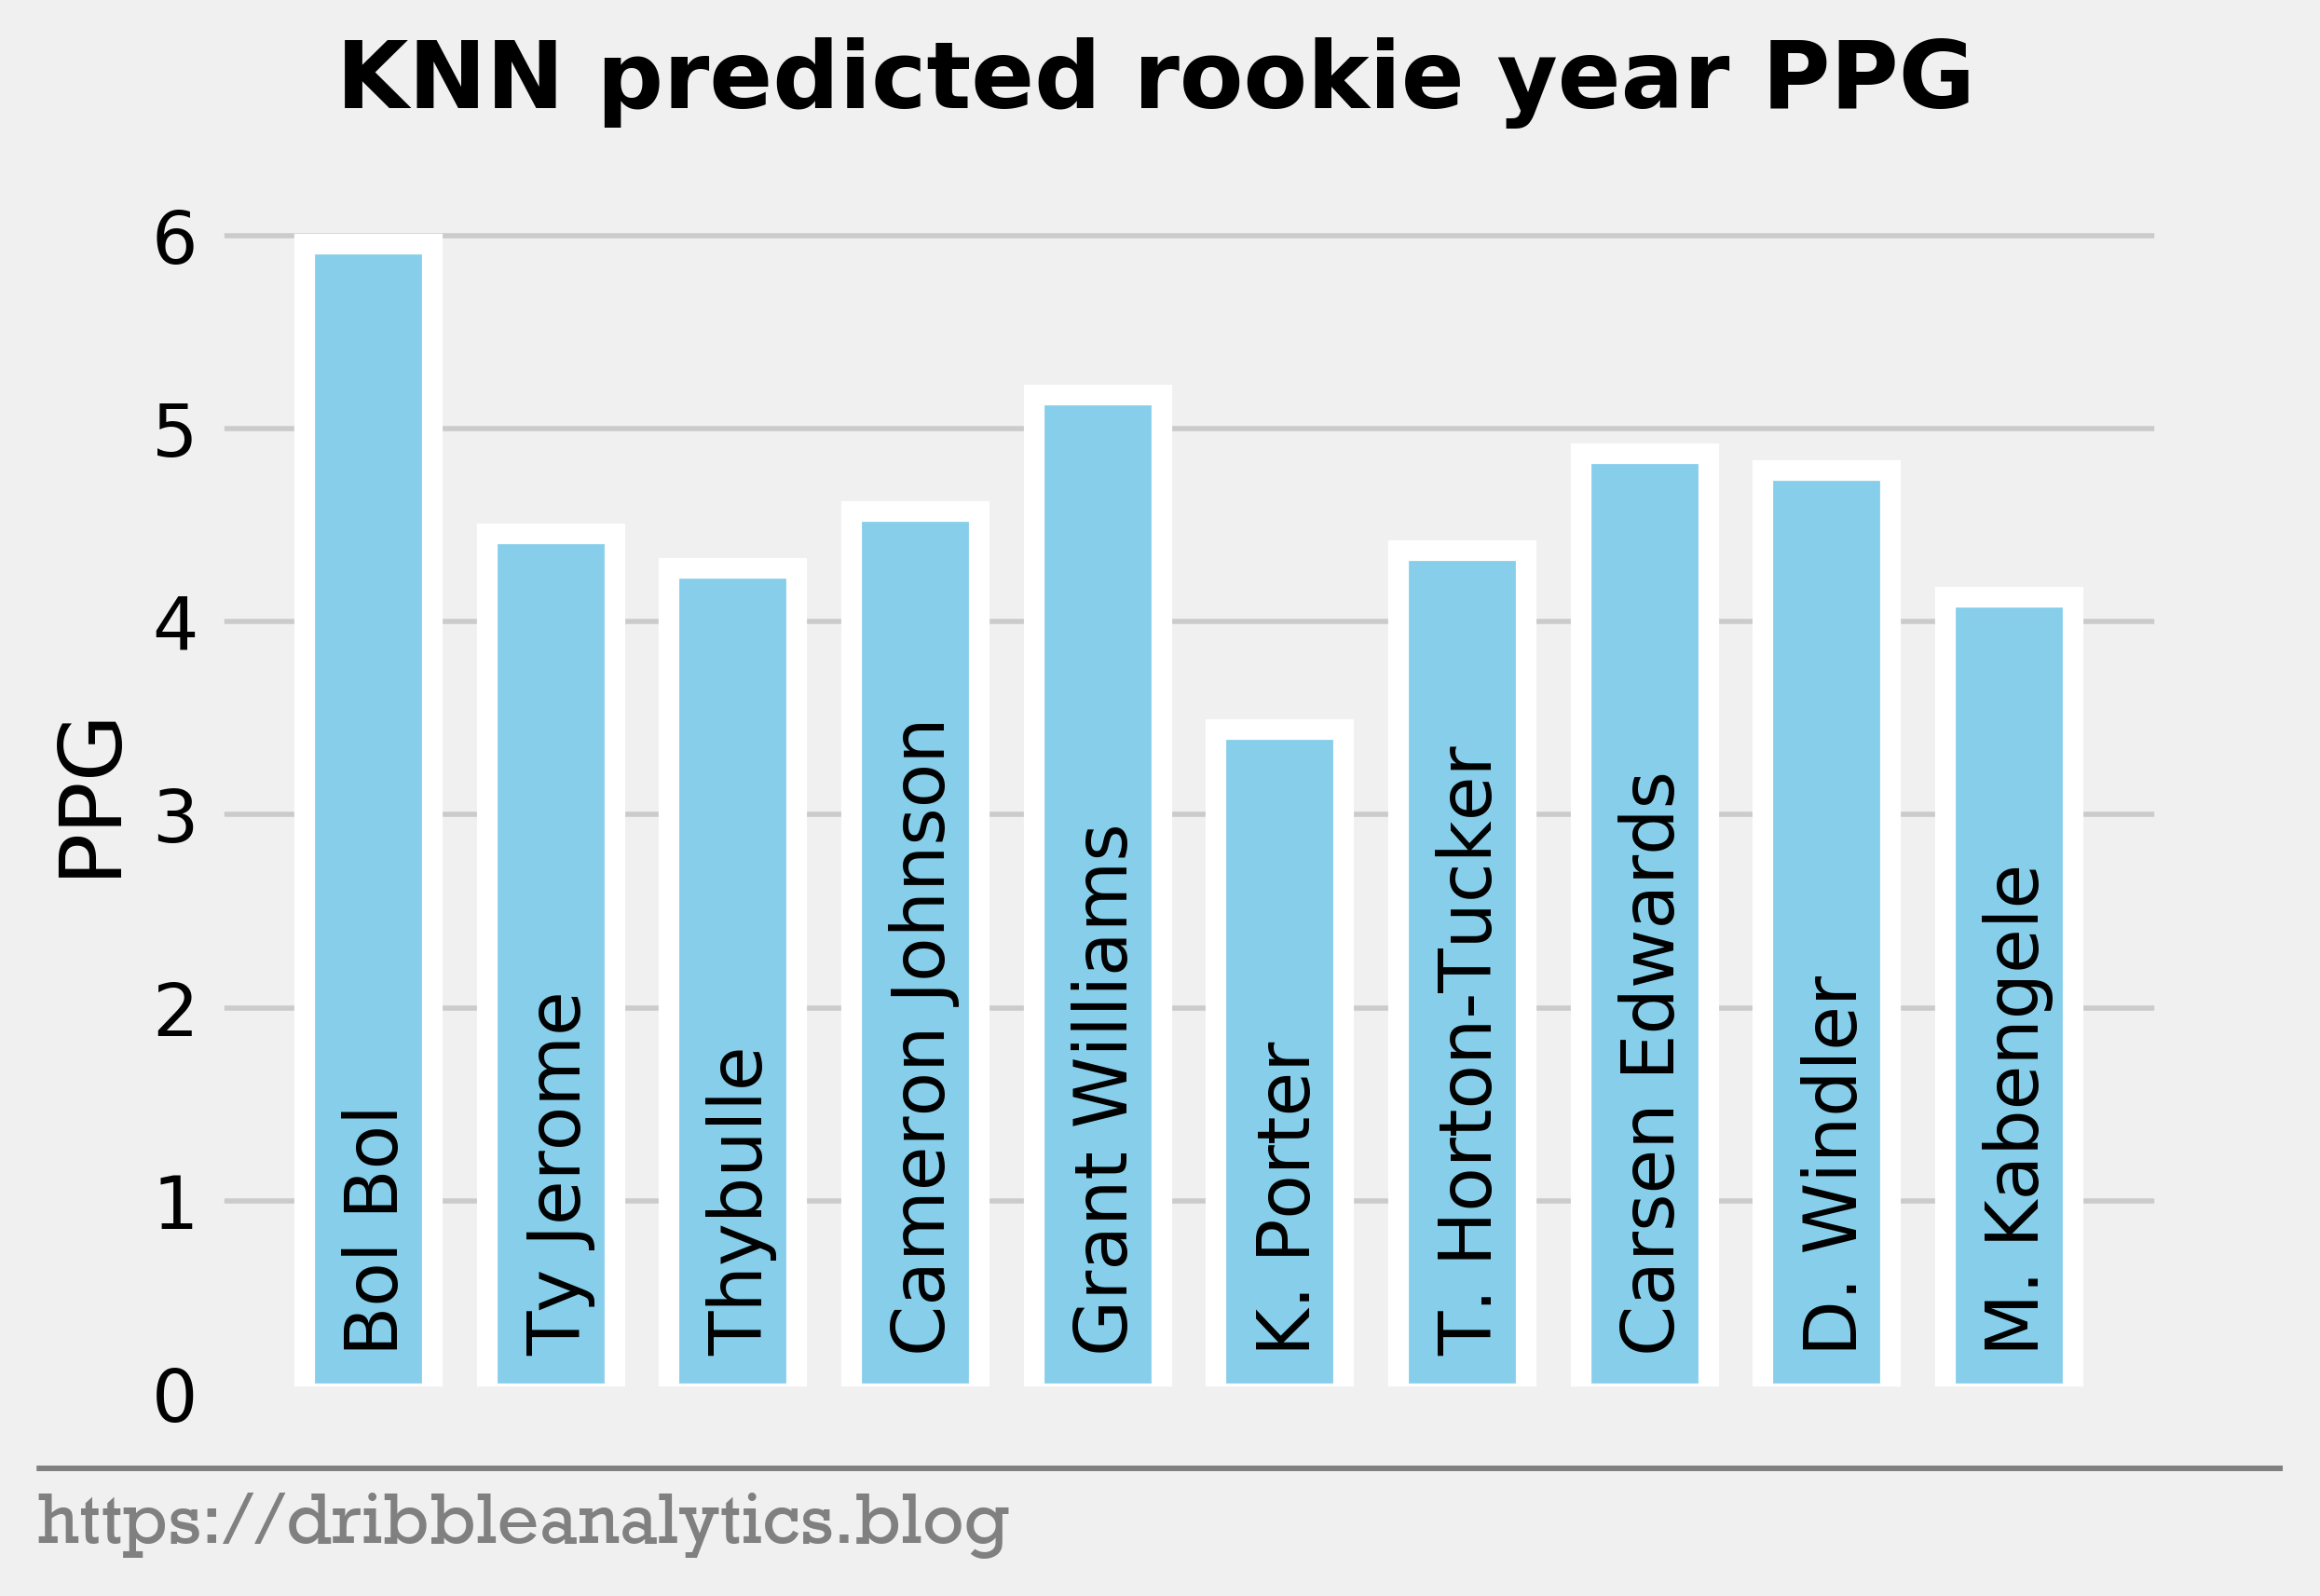 KNN predicted rookie year PPG
PPG
6
5
4
3
2
1
0
Bol Bol
Ty Jerome
Thybulle
Cameron Johnson
Grant Williams
K. Porter
T. Horton-Tucker
Carsen Edwards
D. Windler
M. Kabengele
https://dribbleanalytics.blog